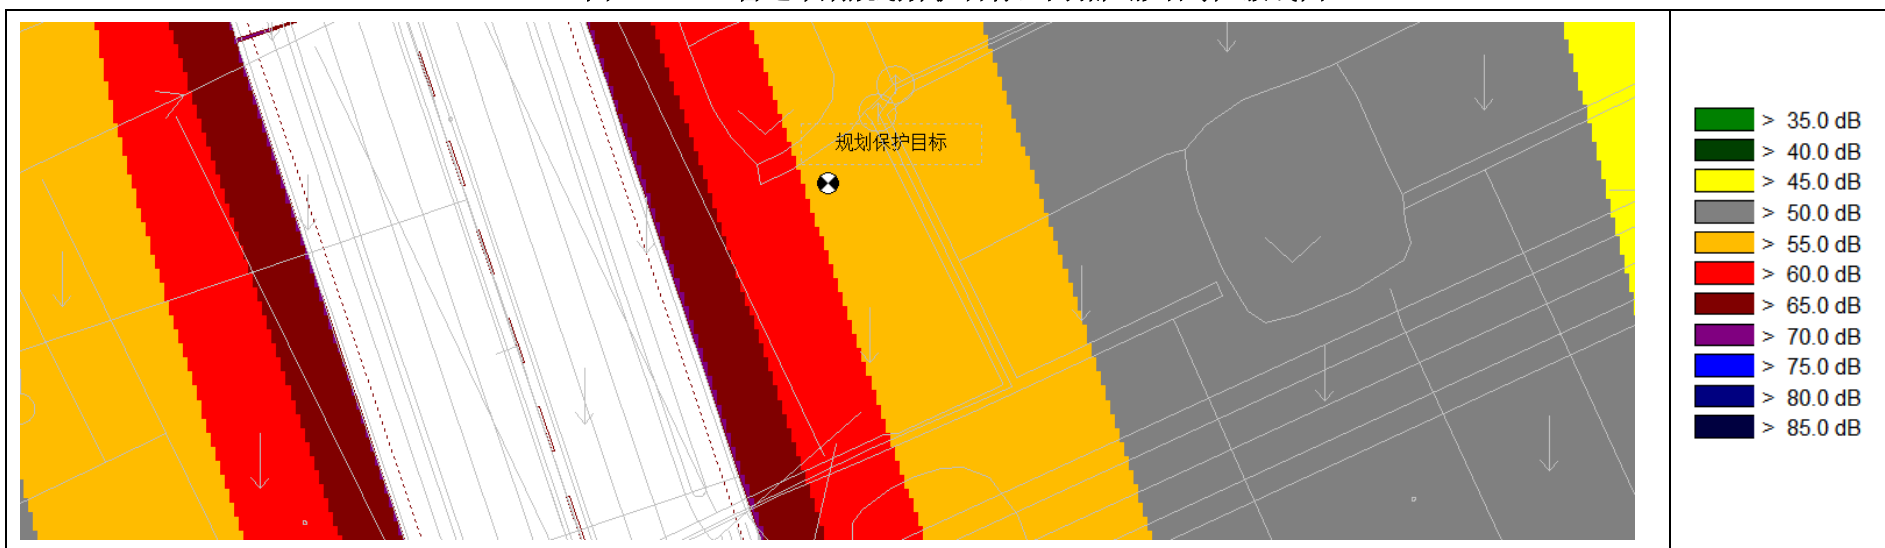 规划保护目标
> 35.0 dB
> 40.0 dB
> 45.0 dB
> 50.0 dB
> 55.0 dB
> 60.0 dB
> 65.0 dB
> 70.0 dB
> 75.0 dB
> 80.0 dB
> 85.0 dB